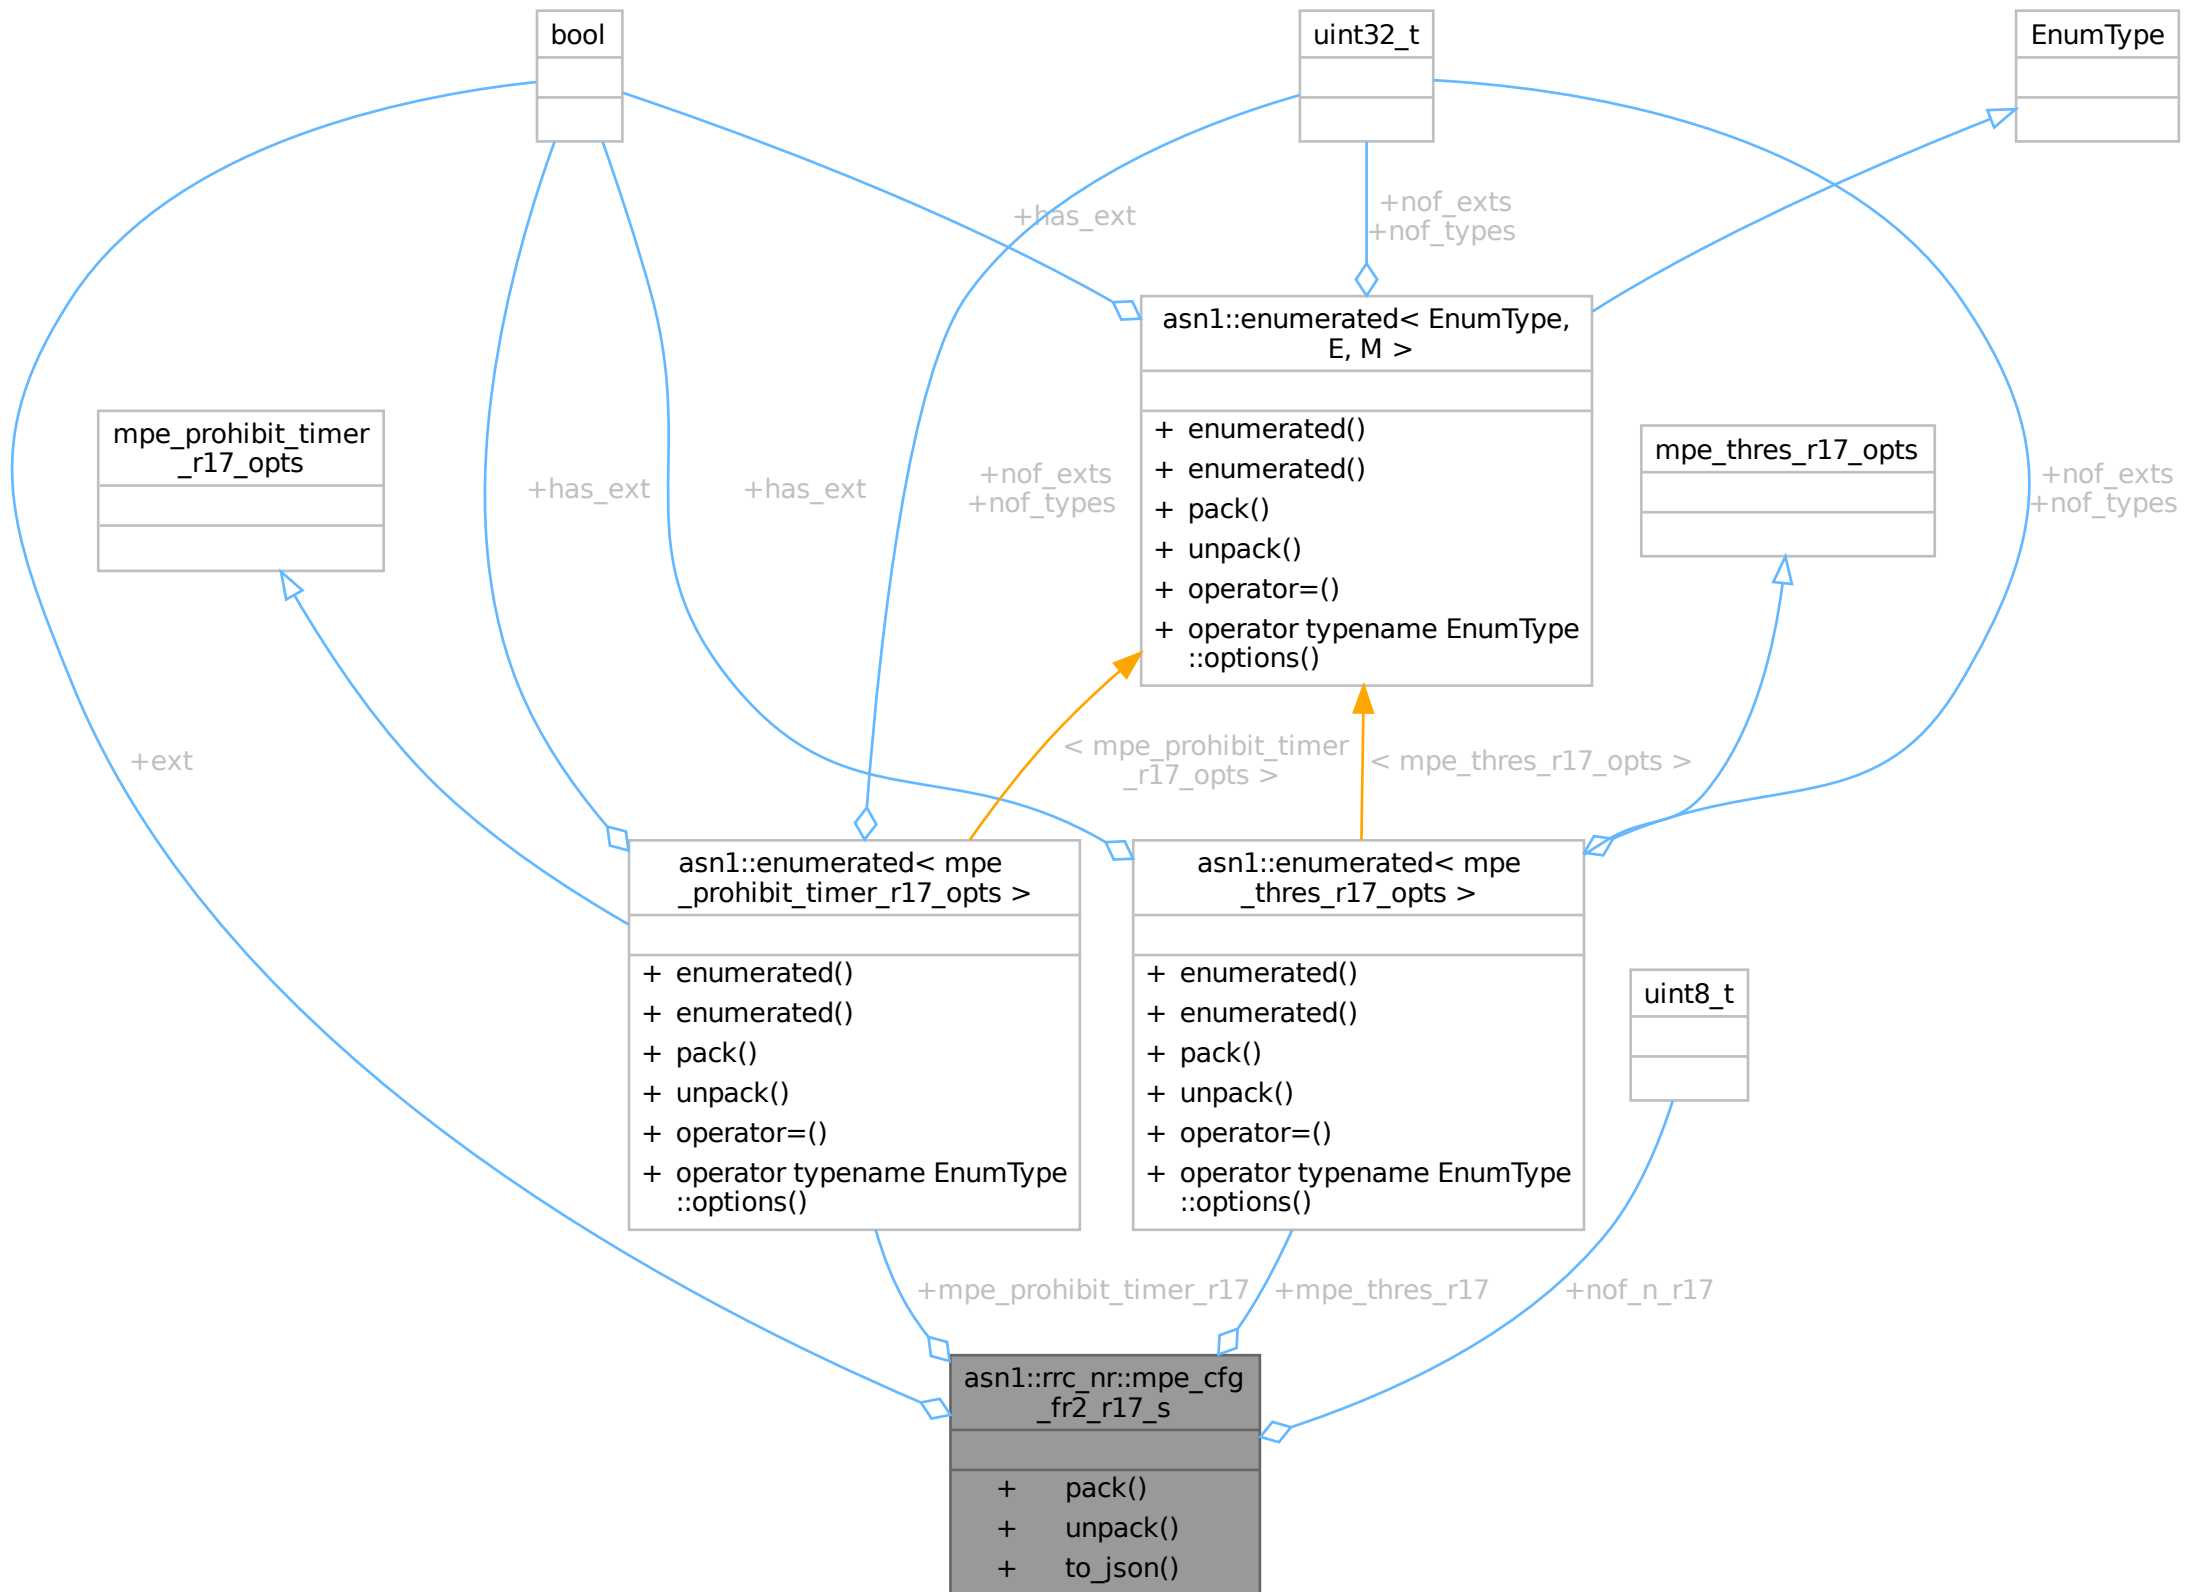 bool
uint32_t
EnumType
+has_ext
+nof_exts
+nof_types
asn1::enumerated< EnumType,
E, M >
+ enumerated()
+ enumerated()
+ pack()
+ unpack()
+ operator=()
+ operator typename EnumType
::options()
mpe_prohibit_timer
_r17_opts
mpe_thres_r17_opts
+has_ext
+has_ext
+nof_exts
+nof_types
+nof_exts
+nof_types
+ext
< mpe_prohibit_timer
_r17_opts >
< mpe_thres_r17_opts >
asn1::enumerated< mpe
_prohibit_timer_r17_opts >
+ enumerated()
+ enumerated()
+ pack()
+ unpack()
+ operator=()
+ operator typename EnumType
::options()
asn1::enumerated< mpe
_thres_r17_opts >
+ enumerated()
+ enumerated()
+ pack()
+ unpack()
+ operator=()
+ operator typename EnumType
::options()
uint8_t
+mpe_prohibit_timer_r17
+mpe_thres_r17
+nof_n_r17
asn1::rrc_nr::mpe_cfg
_fr2_r17_s
+ pack()
+ unpack()
+ to_json()